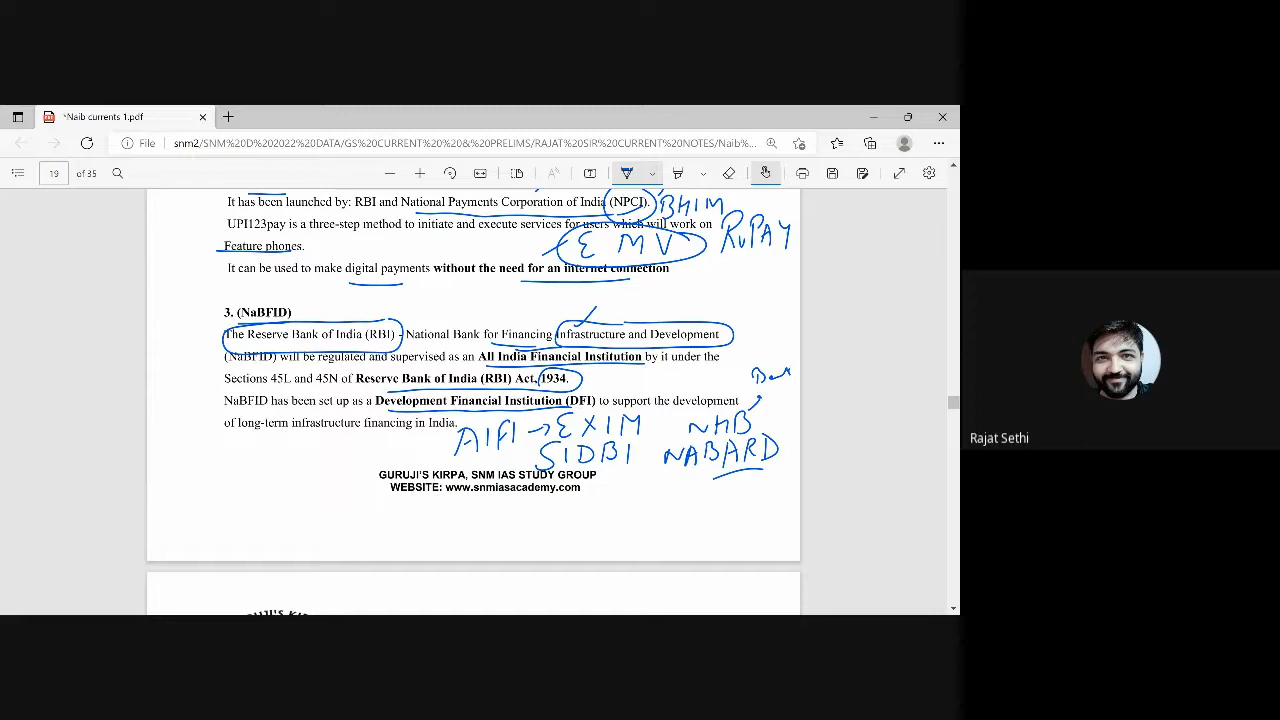 *Naib currents 1.pdf
File snm2/SNM%20D%202022%20DATA/GS%20CURRENT%20%20&%20PRELIMS/RAJAT%20SIR%20CURRENT%20NOTES/Naib%...
19 of 35
It has been launched by: RBI and National Payments Corporation of India (NPCI). BHIM
UPI123pay is a three-step method to initiate and execute services for users which will work on
Feature phones. EMV RuPAY
It can be used to make digital payments without the need for an internet connection
3. (NaBFID)
The Reserve Bank of India (RBI) - National Bank for Financing Infrastructure and Development
(NaBFID) will be regulated and supervised as an All India Financial Institution by it under the
Sections 45L and 45N of Reserve Bank of India (RBI) Act, 1934. Bank
NaBFID has been set up as a Development Financial Institution (DFI) to support the development
of long-term infrastructure financing in India. AIFI → EXIM NHB
SIDBI NABARD
GURUJI'S KIRPA, SNM IAS STUDY GROUP
WEBSITE: www.snmiasacademy.com
Rajat Sethi